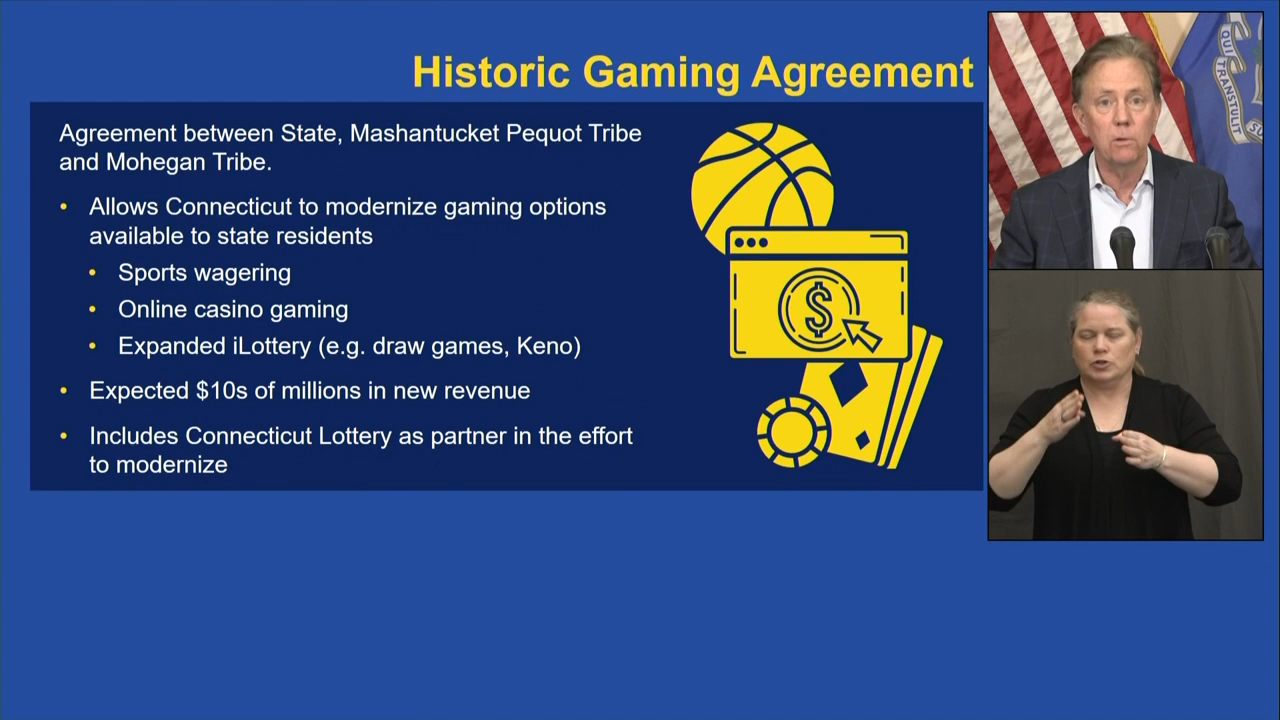 Historic Gaming Agreement
Agreement between State, Mashantucket Pequot Tribe
and Mohegan Tribe.
• Allows Connecticut to modernize gaming options
available to state residents
• Sports wagering
• Online casino gaming
• Expanded iLottery (e.g. draw games, Keno)
• Expected $10s of millions in new revenue
• Includes Connecticut Lottery as partner in the effort
to modernize
$
QUI TRANSTULIT